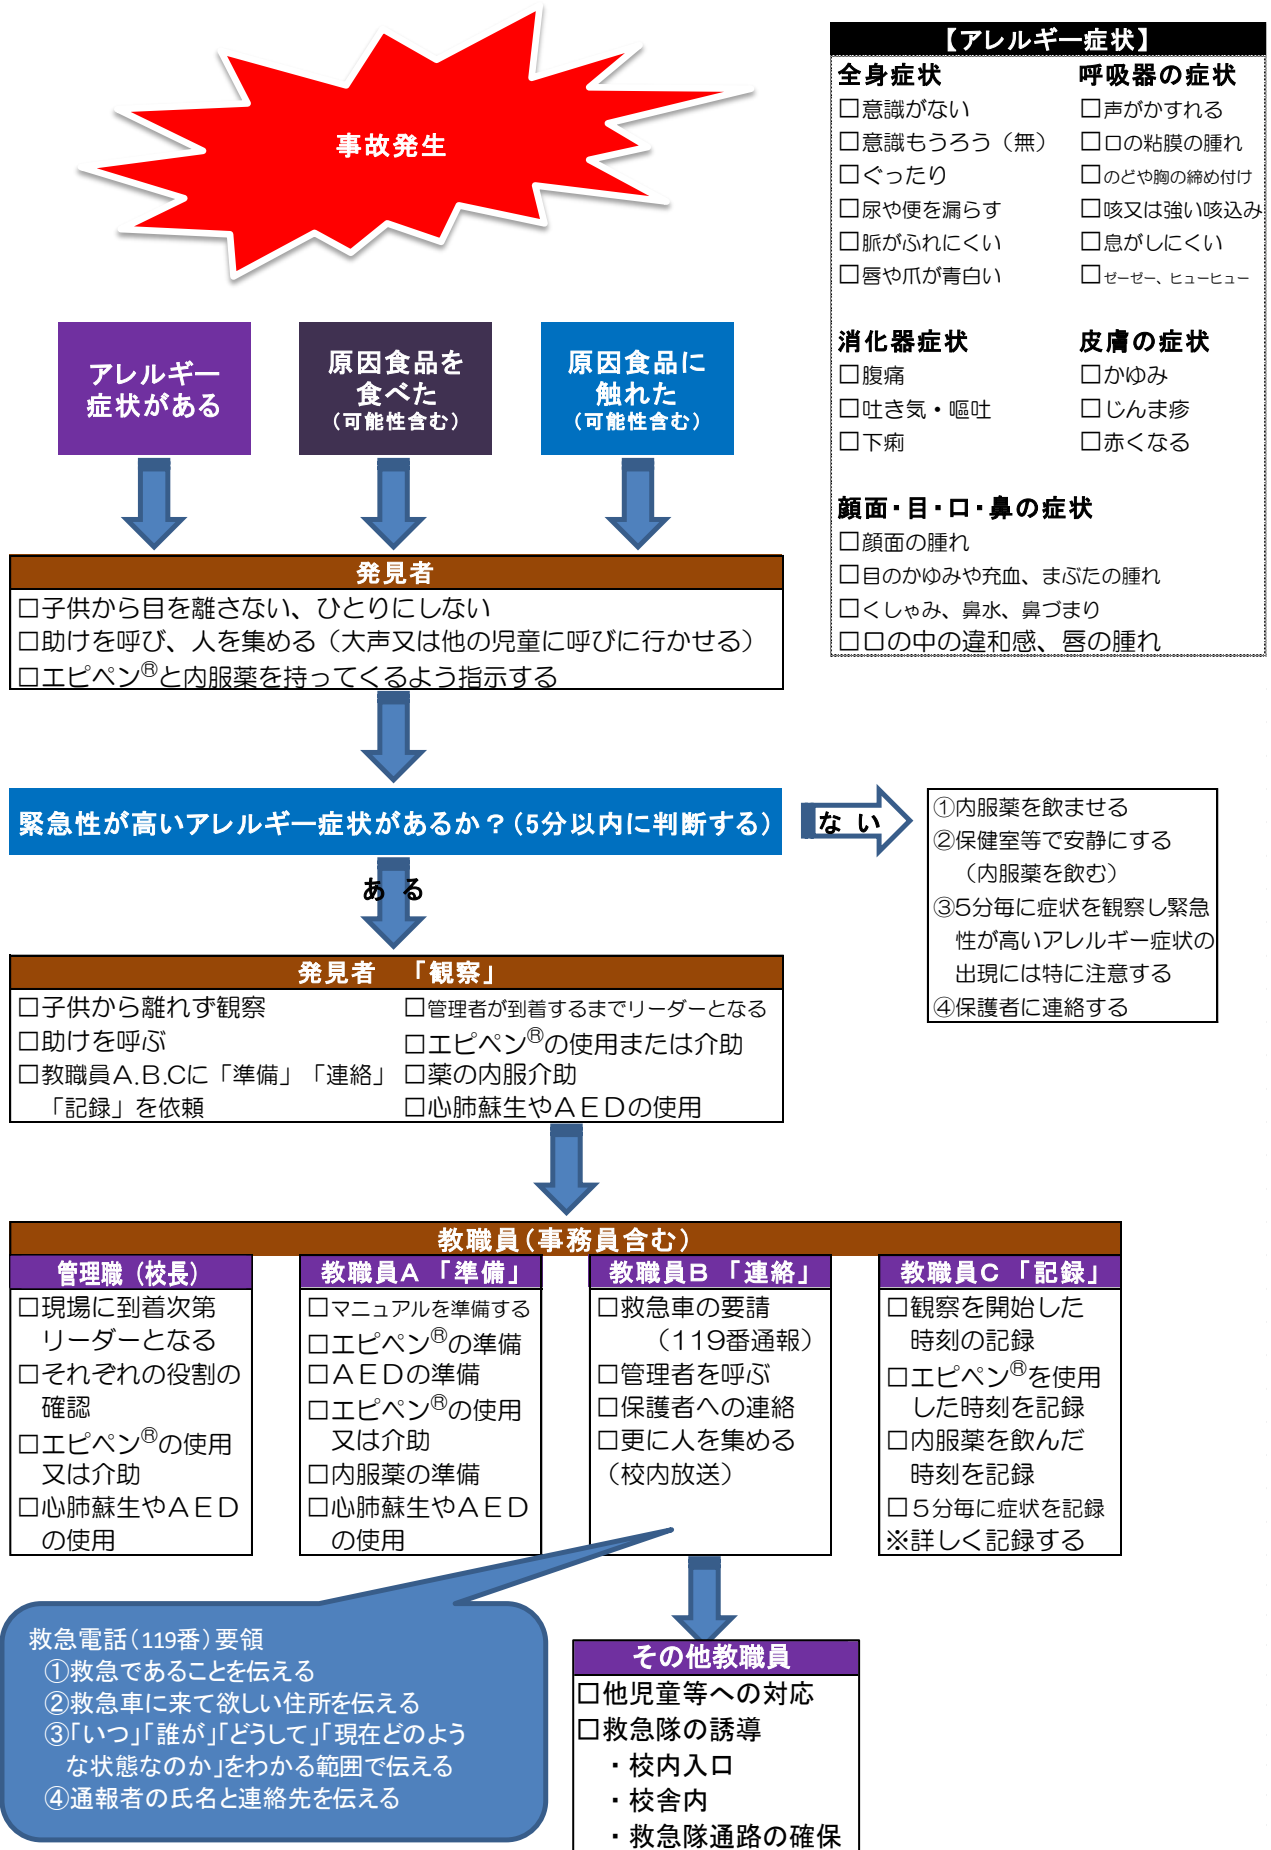 事故発生
【アレルギー症状】
全身症状
□意識がない
□意識もうろう（無）
□ぐったり
□尿や便を漏らす
□脈がふれにくい
□唇や爪が青白い
呼吸器の症状
□声がかすれる
□口の粘膜の腫れ
□のどや胸の締め付け
□咳又は強い咳込み
□息がしにくい
□ゼーゼー、ヒューヒュー
消化器症状
□腹痛
□吐き気・嘔吐
□下痢
皮膚の症状
□かゆみ
□じんま疹
□赤くなる
顔面・目・口・鼻の症状
□顔面の腫れ
□目のかゆみや充血、まぶたの腫れ
□くしゃみ、鼻水、鼻づまり
□口の中の違和感、唇の腫れ
アレルギー
症状がある
原因食品を
食べた
（可能性含む）
原因食品に
触れた
（可能性含む）
発見者
□子供から目を離さない、ひとりにしない
□助けを呼び、人を集める（大声又は他の児童に呼びに行かせる）
□エピペン®と内服薬を持ってくるよう指示する
緊急性が高いアレルギー症状があるか？（5分以内に判断する）
ない
①内服薬を飲ませる
②保健室等で安静にする
（内服薬を飲む）
③5分毎に症状を観察し緊急
性が高いアレルギー症状の
出現には特に注意する
④保護者に連絡する
ある
発見者　「観察」
□子供から離れず観察
□助けを呼ぶ
□教職員A.B.Cに「準備」「連絡」
「記録」を依頼
□管理者が到着するまでリーダーとなる
□エピペン®の使用または介助
□薬の内服介助
□心肺蘇生やＡＥＤの使用
教職員（事務員含む）
管理職（校長）
□現場に到着次第
リーダーとなる
□それぞれの役割の
確認
□エピペン®の使用
又は介助
□心肺蘇生やＡＥＤ
の使用
教職員A「準備」
□マニュアルを準備する
□エピペン®の準備
□ＡＥＤの準備
□エピペン®の使用
又は介助
□内服薬の準備
□心肺蘇生やＡＥＤ
の使用
教職員B「連絡」
□救急車の要請
（119番通報）
□管理者を呼ぶ
□保護者への連絡
□更に人を集める
（校内放送）
教職員C「記録」
□観察を開始した
時刻の記録
□エピペン®を使用
した時刻を記録
□内服薬を飲んだ
時刻を記録
□５分毎に症状を記録
※詳しく記録する
救急電話（119番）要領
①救急であることを伝える
②救急車に来て欲しい住所を伝える
③「いつ」「誰が」「どうして」「現在どのよう
な状態なのか」をわかる範囲で伝える
④通報者の氏名と連絡先を伝える
その他教職員
□他児童等への対応
□救急隊の誘導
・校内入口
・校舎内
・救急隊通路の確保